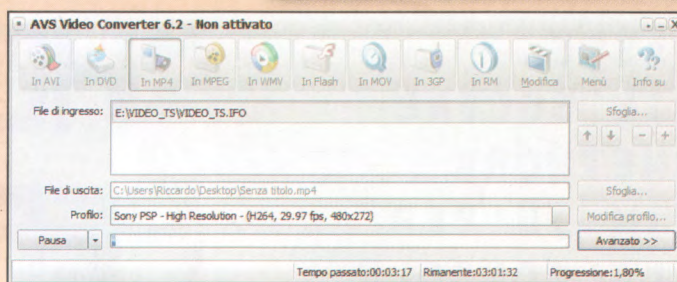 AVS Video Converter 6.2 - Non attivato
In AVI In DVD In MP4 In MPEG In WMV In Flash In MOV In 3GP In RM Modifica Menù Info su
File di ingresso: E:\VIDEO_TS\VIDEO_TS.IFO Sfoglia...
File di uscita: C:\Users\Riccardo\Desktop\Senza titolo.mp4 Sfoglia...
Profilo: Sony PSP - High Resolution - (H264, 29.97 fps, 480x272) Modifica profilo...
Pausa Avanzato >>
Tempo passato:00:03:17 Rimanente:03:01:32 Progressione:1,80%